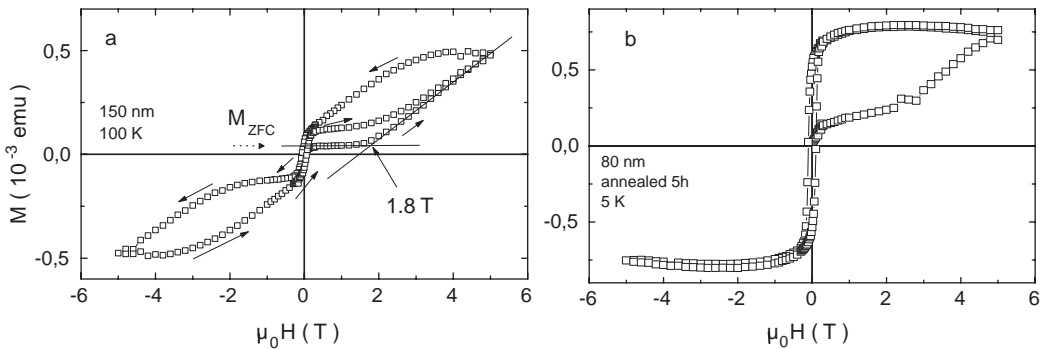 a
0,5
0,0
-0,5
M ( 10⁻³ emu)
150 nm
100 K
M_ZFC
1.8 T
-6 -4 -2 0 2 4 6
μ₀H ( T )
b
0,5
0,0
-0,5
80 nm
annealed 5h
5 K
-6 -4 -2 0 2 4 6
μ₀H ( T )